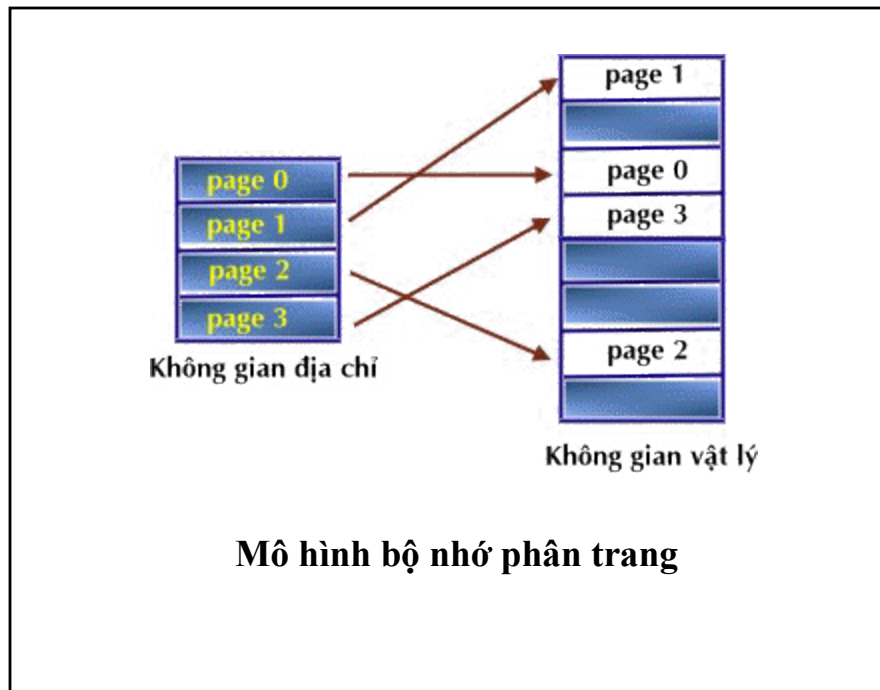 page 0
page 1
page 2
page 3
Không gian địa chỉ
page 1
page 0
page 3
page 2
Không gian vật lý
Mô hình bộ nhớ phân trang